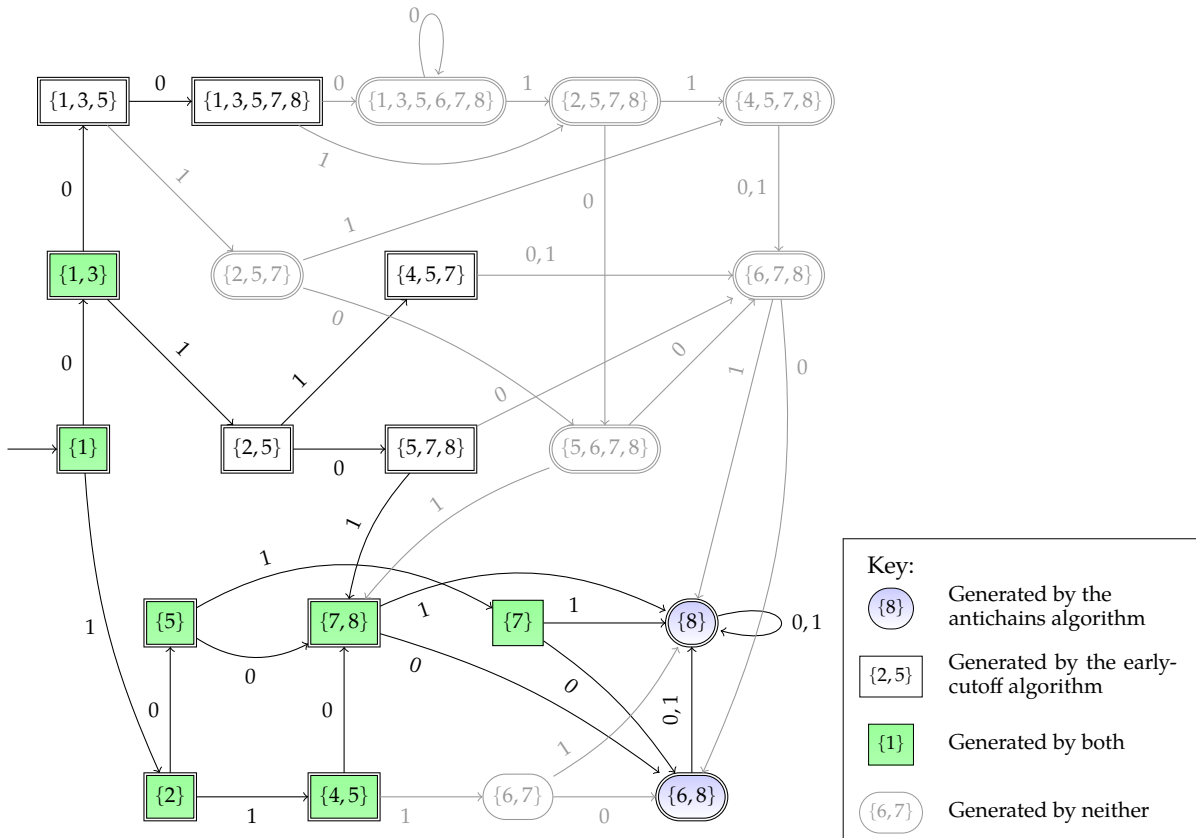 0
{1, 3, 5} 0 {1, 3, 5, 7, 8} 0 {1, 3, 5, 6, 7, 8} 1 {2, 5, 7, 8} 1 {4, 5, 7, 8}
1
0 1 1 0 0, 1
{1, 3} {2, 5, 7} {4, 5, 7} 0, 1 {6, 7, 8}
0 1 0 1 0 0 1 0
{1} {2, 5} 0 {5, 7, 8} {5, 6, 7, 8}
1 1
1
{5} 0 {7, 8} 1 {7} 1 {8} 0, 1
1 0 0 0 0 0, 1
1
{2} 1 {4, 5} 1 {6, 7} 0 {6, 8}
Key:
{8} Generated by the
antichains algorithm
{2, 5} Generated by the early-
cutoff algorithm
{1} Generated by both
{6, 7} Generated by neither